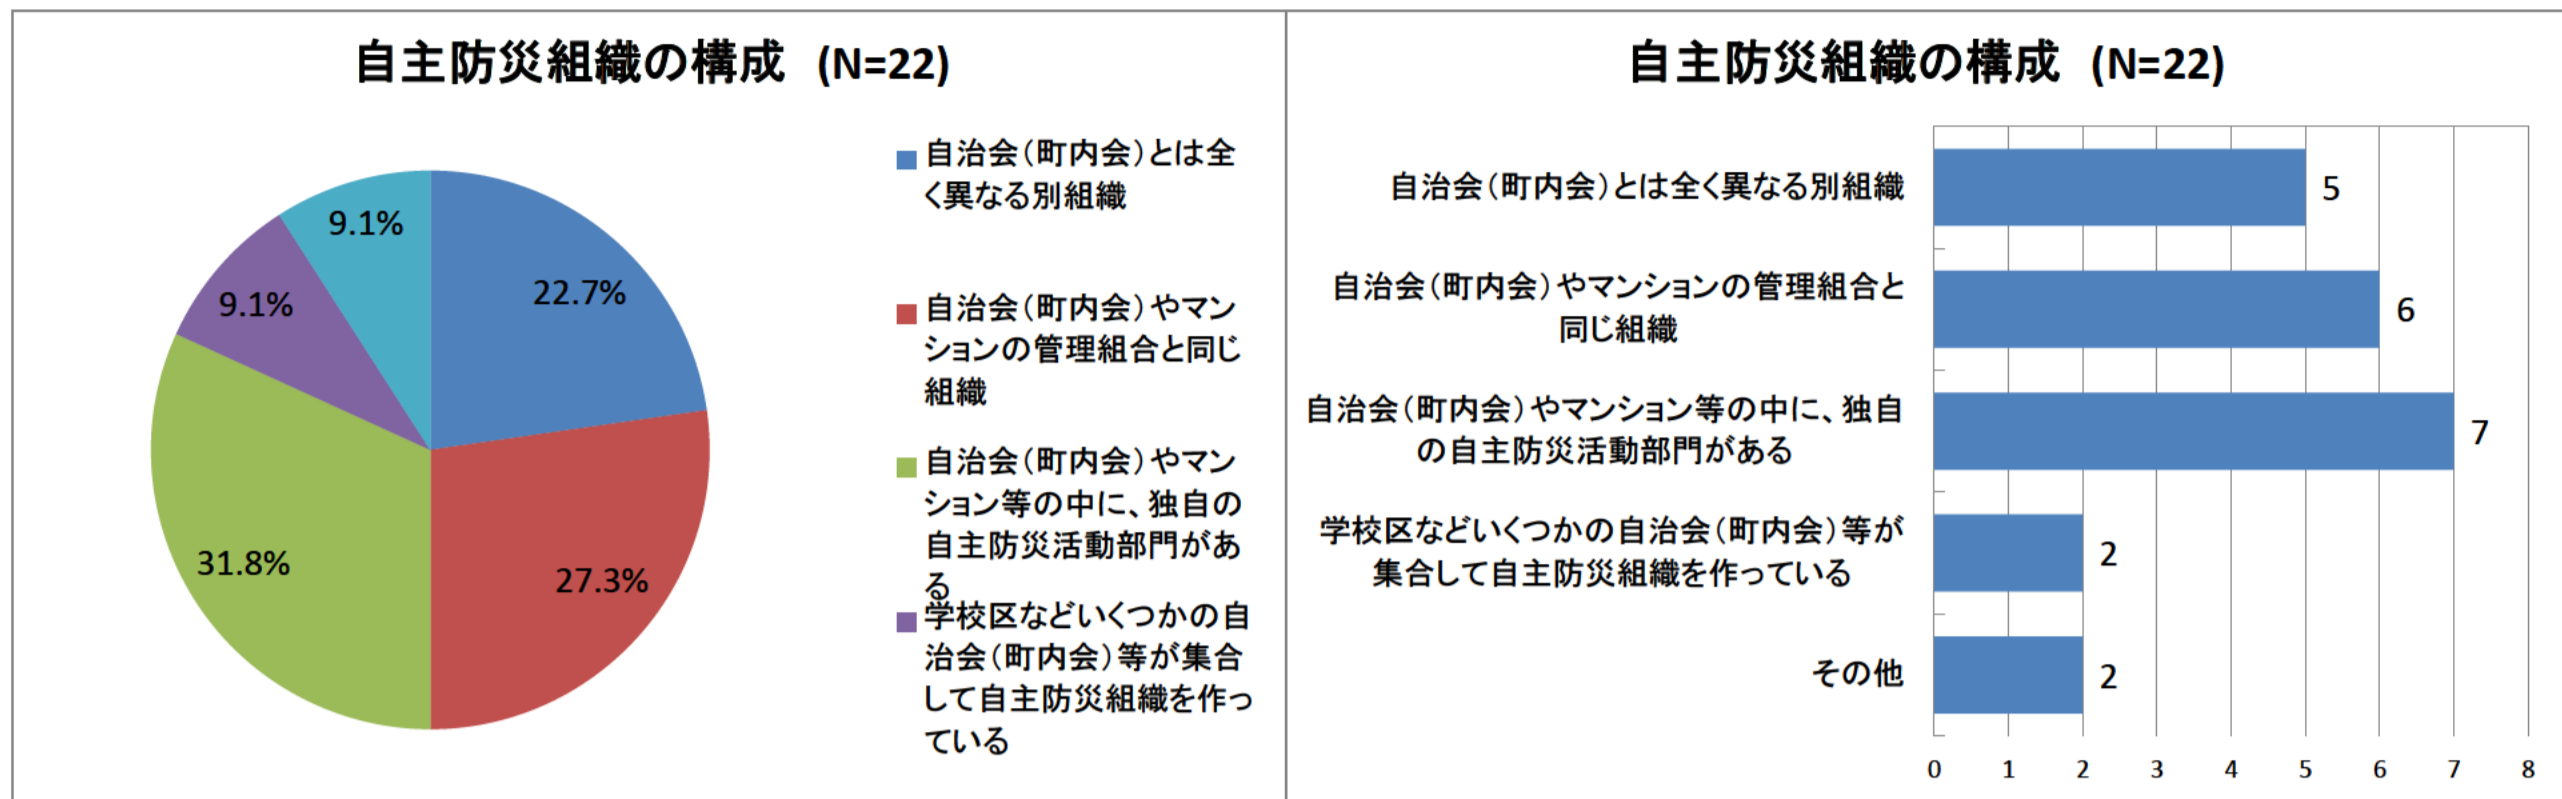 自主防災組織の構成 (N=22)
9.1%
22.7%
9.1%
31.8%
27.3%
自治会(町内会)とは全
く異なる別組織
自治会(町内会)やマン
ションの管理組合と同じ
組織
自治会(町内会)やマン
ション等の中に、独自の
自主防災活動部門があ
る
学校区などいくつかの自
治会(町内会)等が集合
して自主防災組織を作っ
ている
自主防災組織の構成 (N=22)
自治会(町内会)とは全く異なる別組織
5
自治会(町内会)やマンションの管理組合と
同じ組織
6
自治会(町内会)やマンション等の中に、独自
の自主防災活動部門がある
7
学校区などいくつかの自治会(町内会)等が
集合して自主防災組織を作っている
2
その他
2
0 1 2 3 4 5 6 7 8